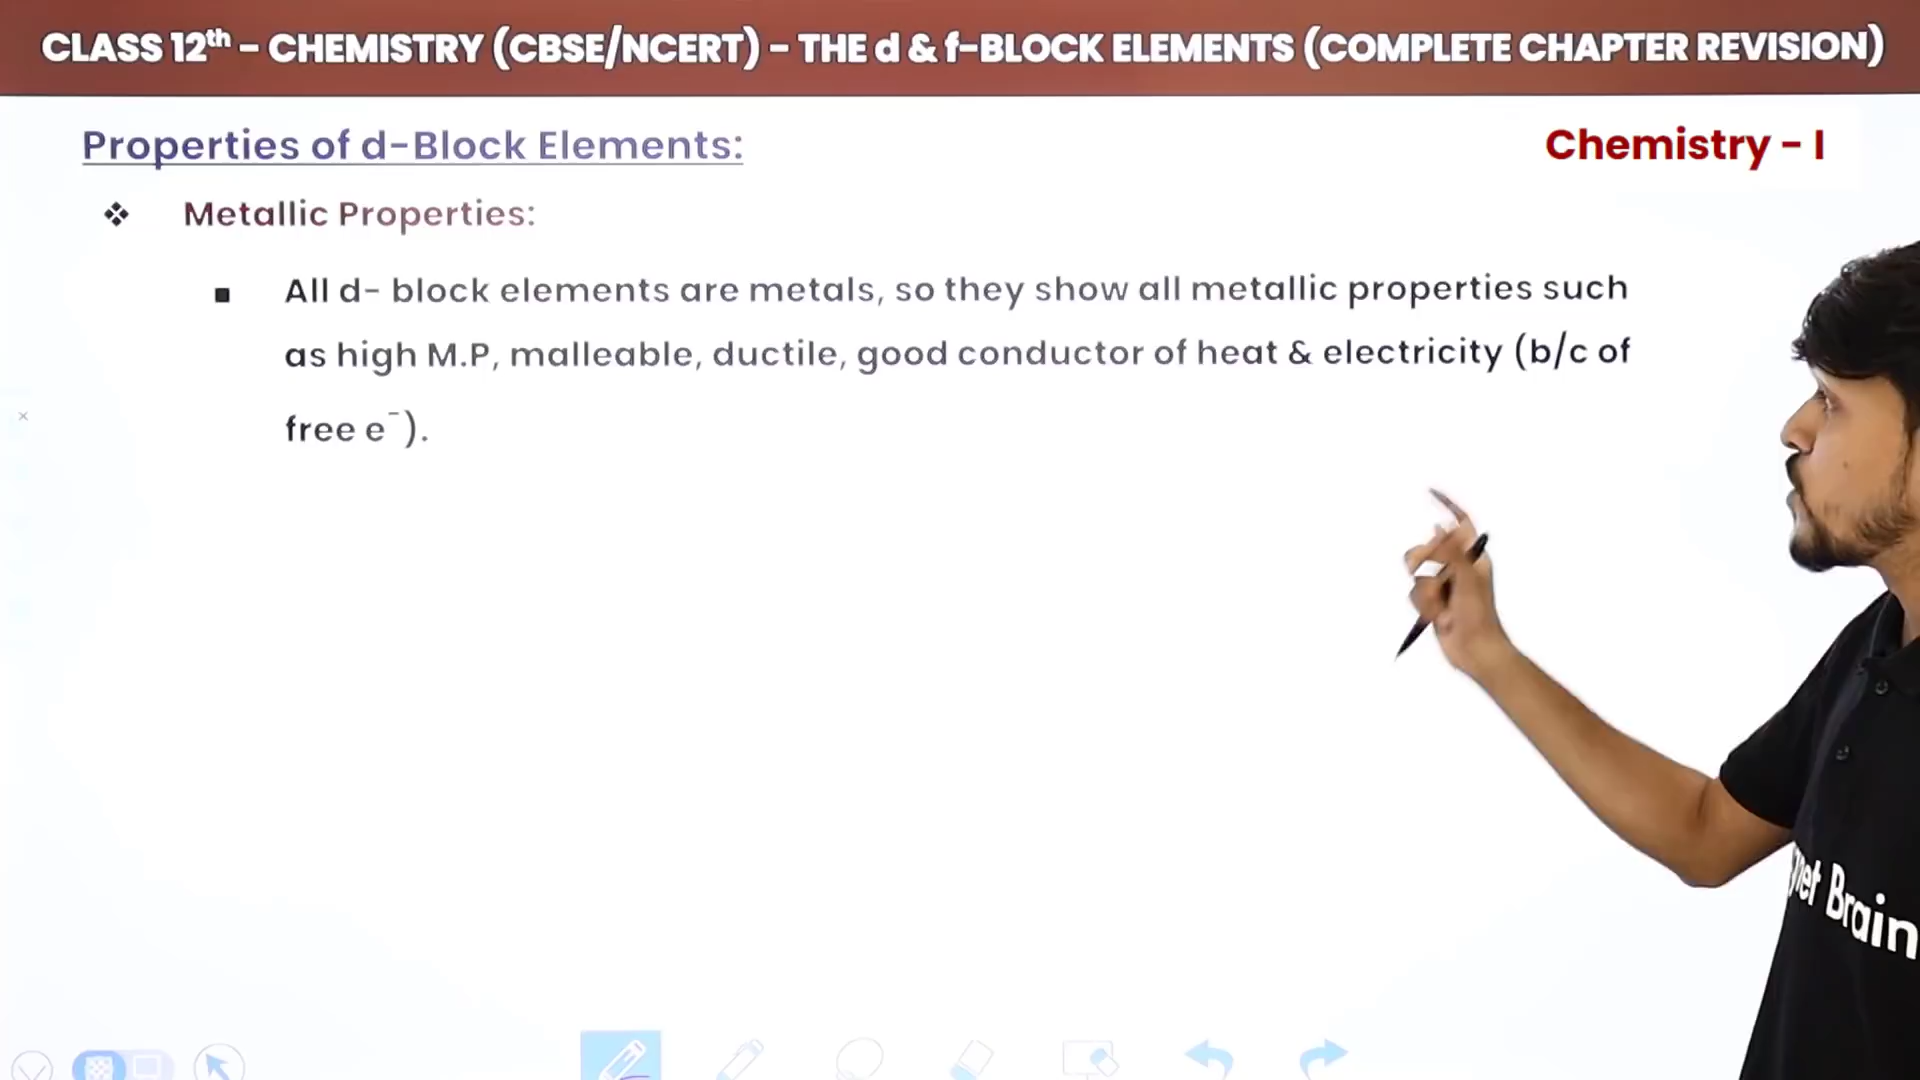 CLASS 12th - CHEMISTRY (CBSE/NCERT) - THE d & f-BLOCK ELEMENTS (COMPLETE CHAPTER REVISION)
Properties of d-Block Elements:
Chemistry - I
❖ Metallic Properties:
▪ All d- block elements are metals, so they show all metallic properties such
as high M.P, malleable, ductile, good conductor of heat & electricity (b/c of
free e⁻).
Brain